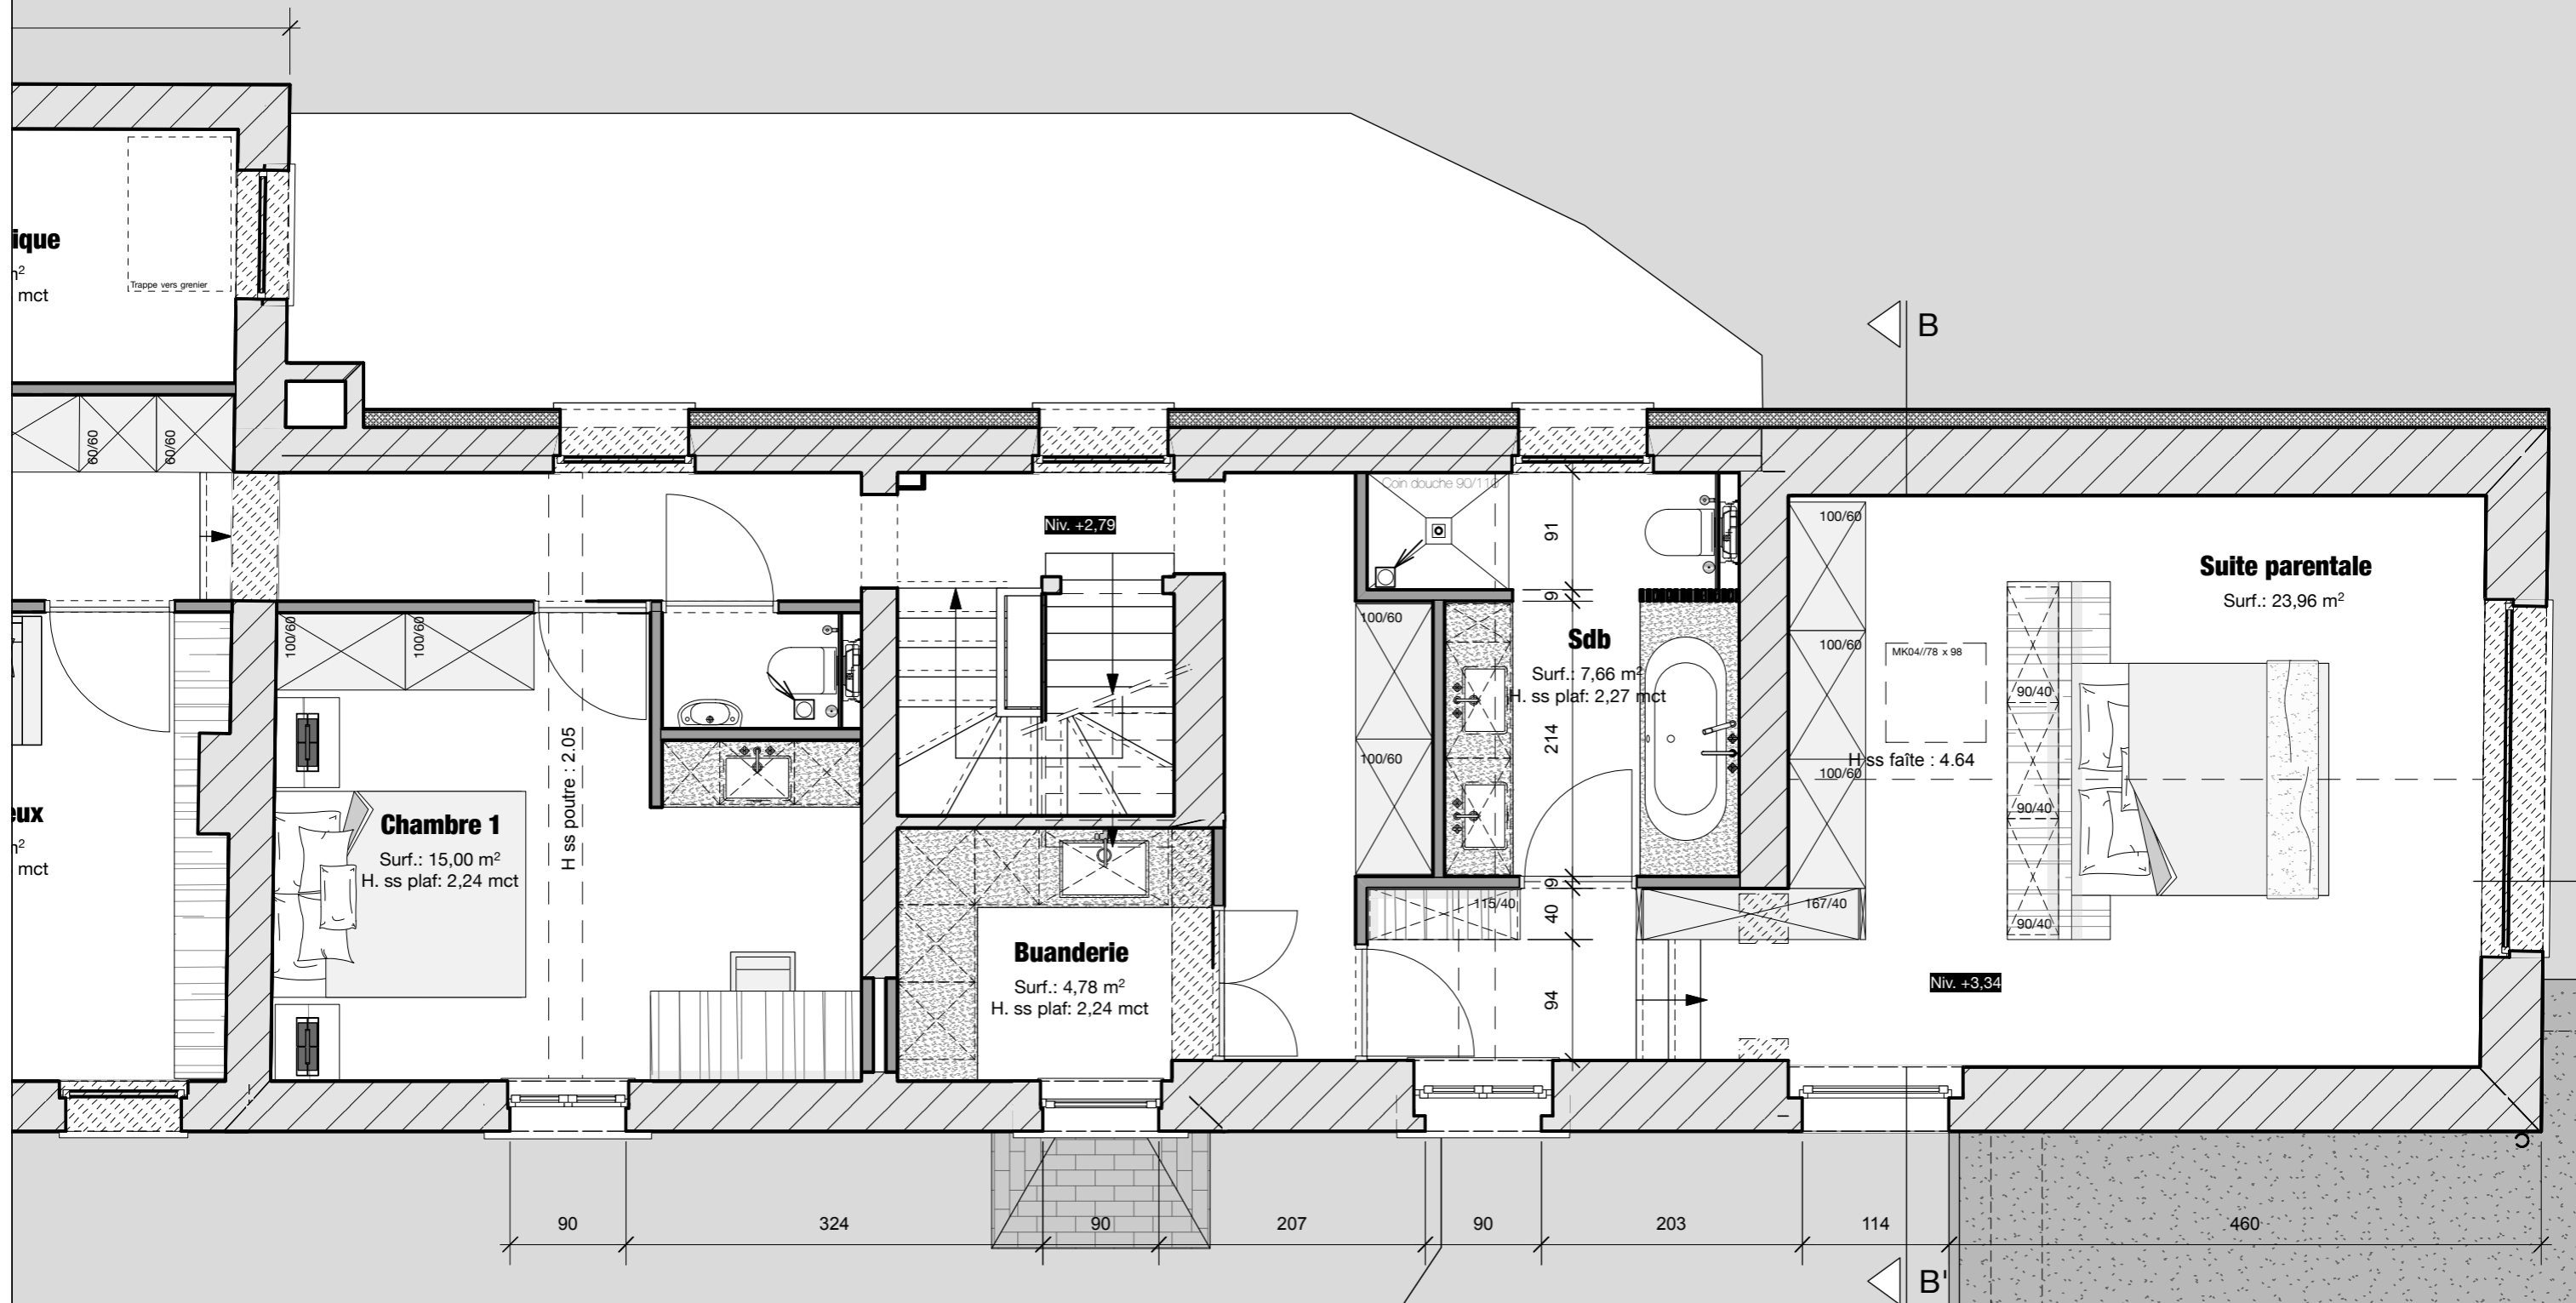 ique
m²
mct
Trappe vers grenier
60/60
60/60
eux
m²
mct
100/60
100/60
H ss poutre : 2.05
Chambre 1
Surf.: 15,00 m²
H. ss plaf: 2,24 mct
Niv. +2,79
Buanderie
Surf.: 4,78 m²
H. ss plaf: 2,24 mct
Coin douche 90/110
100/60
100/60
91
9
Sdb
Surf.: 7,66 m²
H. ss plaf: 2,27 mct
214
9
115/40
40
167/40
94
B
100/60
100/60
100/60
MK04//78 x 98
H ss faîte : 4.64
90/40
90/40
90/40
Suite parentale
Surf.: 23,96 m²
Niv. +3,34
C
90
324
90
207
90
203
114
460
B'